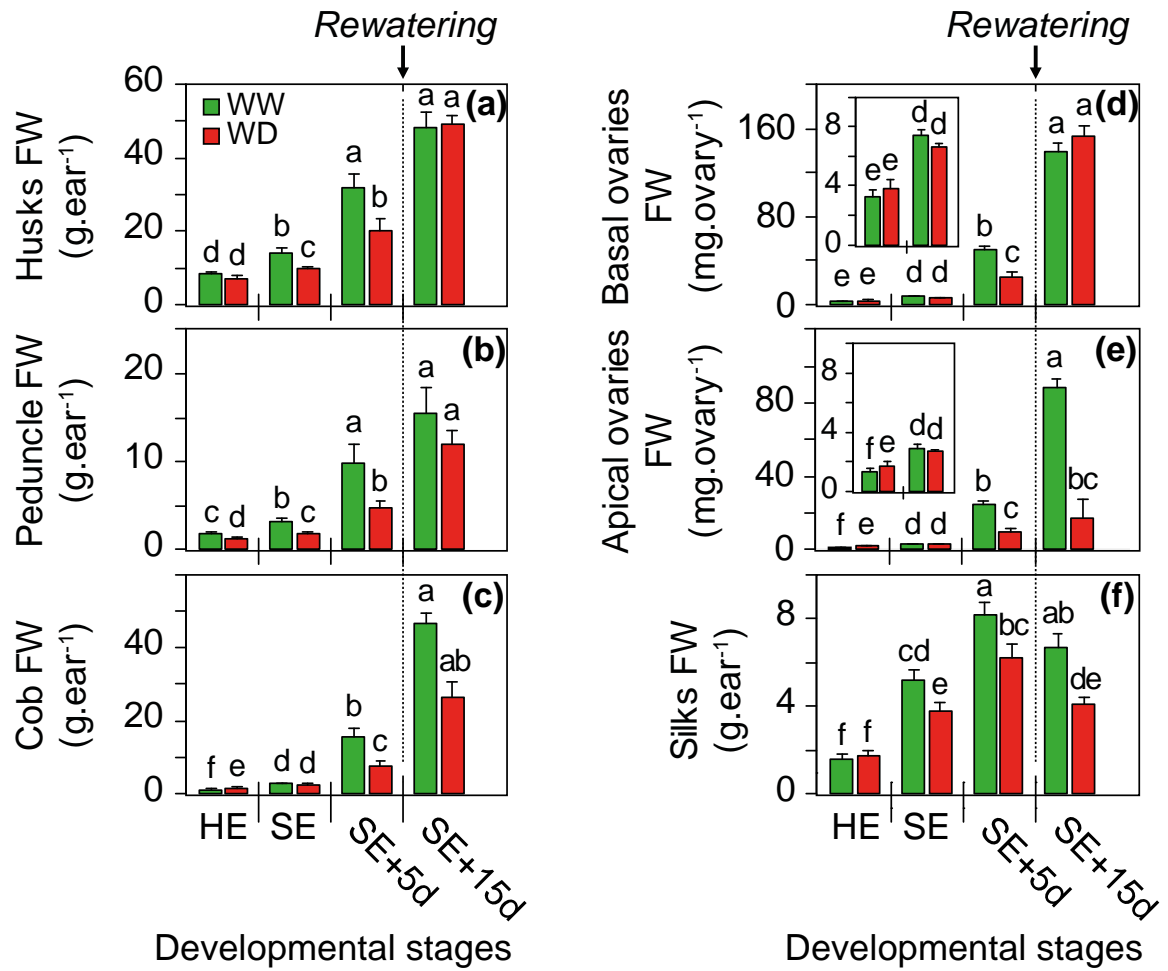 Rewatering
Rewatering
60
40
20
0
Husks FW
(g.ear-1)
WW
WD
(a)
d d
b c
a b
a a
20
10
0
Peduncle FW
(g.ear-1)
(b)
c d
b c
a b
a a
40
20
0
Cob FW
(g.ear-1)
(c)
f e
d d
b c
a ab
HE
SE
SE+5d
SE+15d
Developmental stages
160
80
40
0
Basal ovaries
FW
(mg.ovary-1)
(d)
8
4
0
e e
d d
e e
d d
b c
a a
80
40
0
Apical ovaries
FW
(mg.ovary-1)
(e)
8
4
0
f e
d d
f e
d d
b c
a bc
8
4
0
Silks FW
(g.ear-1)
(f)
f f
cd e
a bc
ab de
HE
SE
SE+5d
SE+15d
Developmental stages